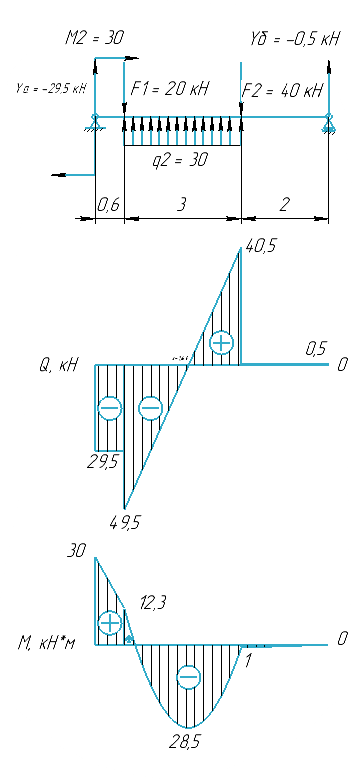 M2 = 30
Yб = -0,5 кН
Yа = -29,5 кН
F1 = 20 кН
F2 = 40 кН
q2 = 30
0,6
3
2
40,5
0,5
Q, кН
0
29,5
49,5
30
12,3
М, кН*м
0
1
28,5